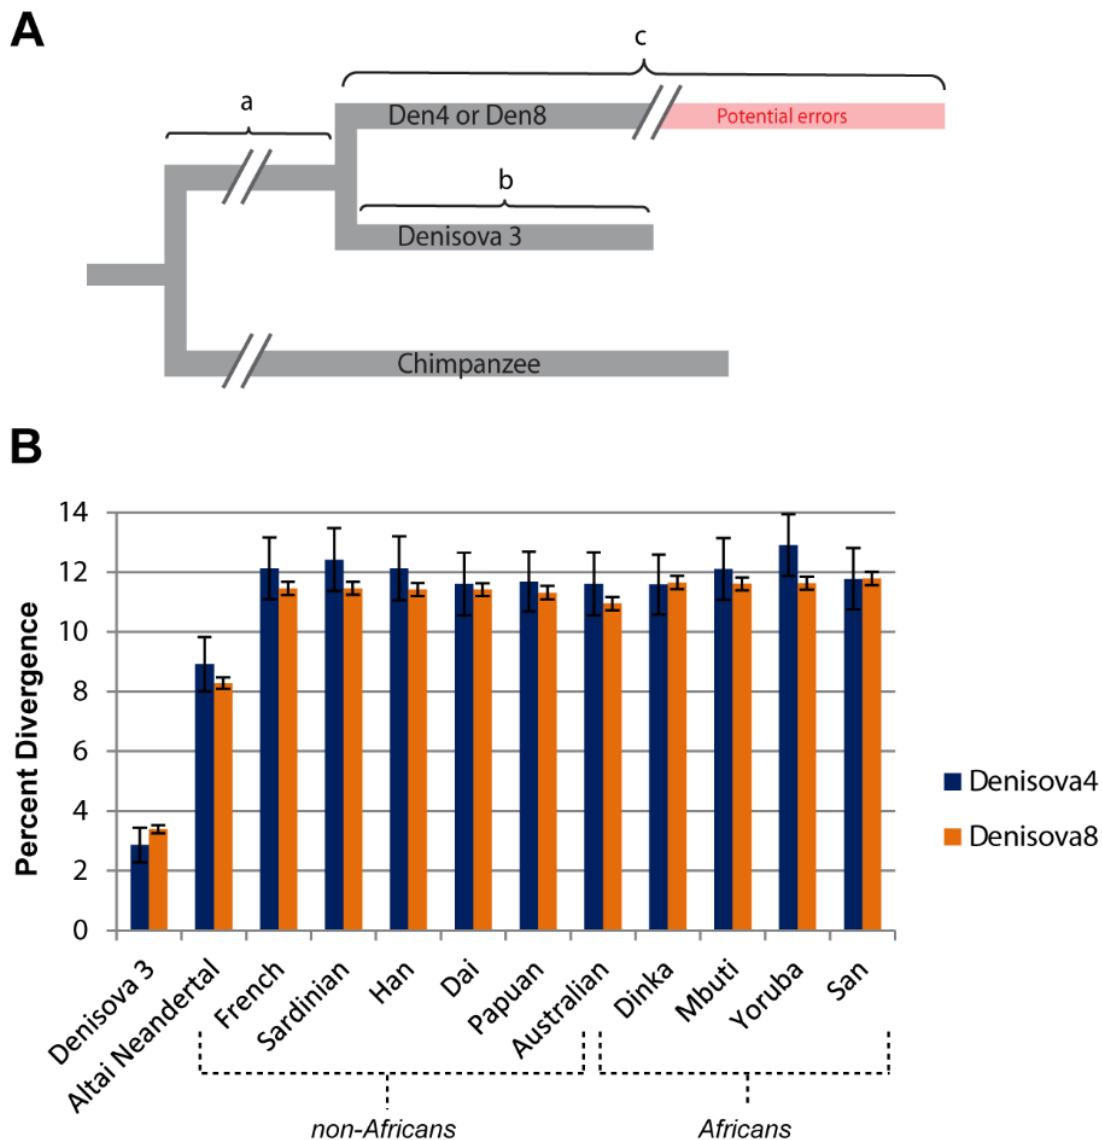 A
c
a
Den4 or Den8
Potential errors
b
Denisova 3
Chimpanzee
B
14
12
10
8
6
4
2
0
Percent Divergence
Denisova4
Denisova8
Denisova 3
Altai Neandertal
French
Sardinian
Han
Dai
Papuan
Australian
Dinka
Mbuti
Yoruba
San
non-Africans
Africans